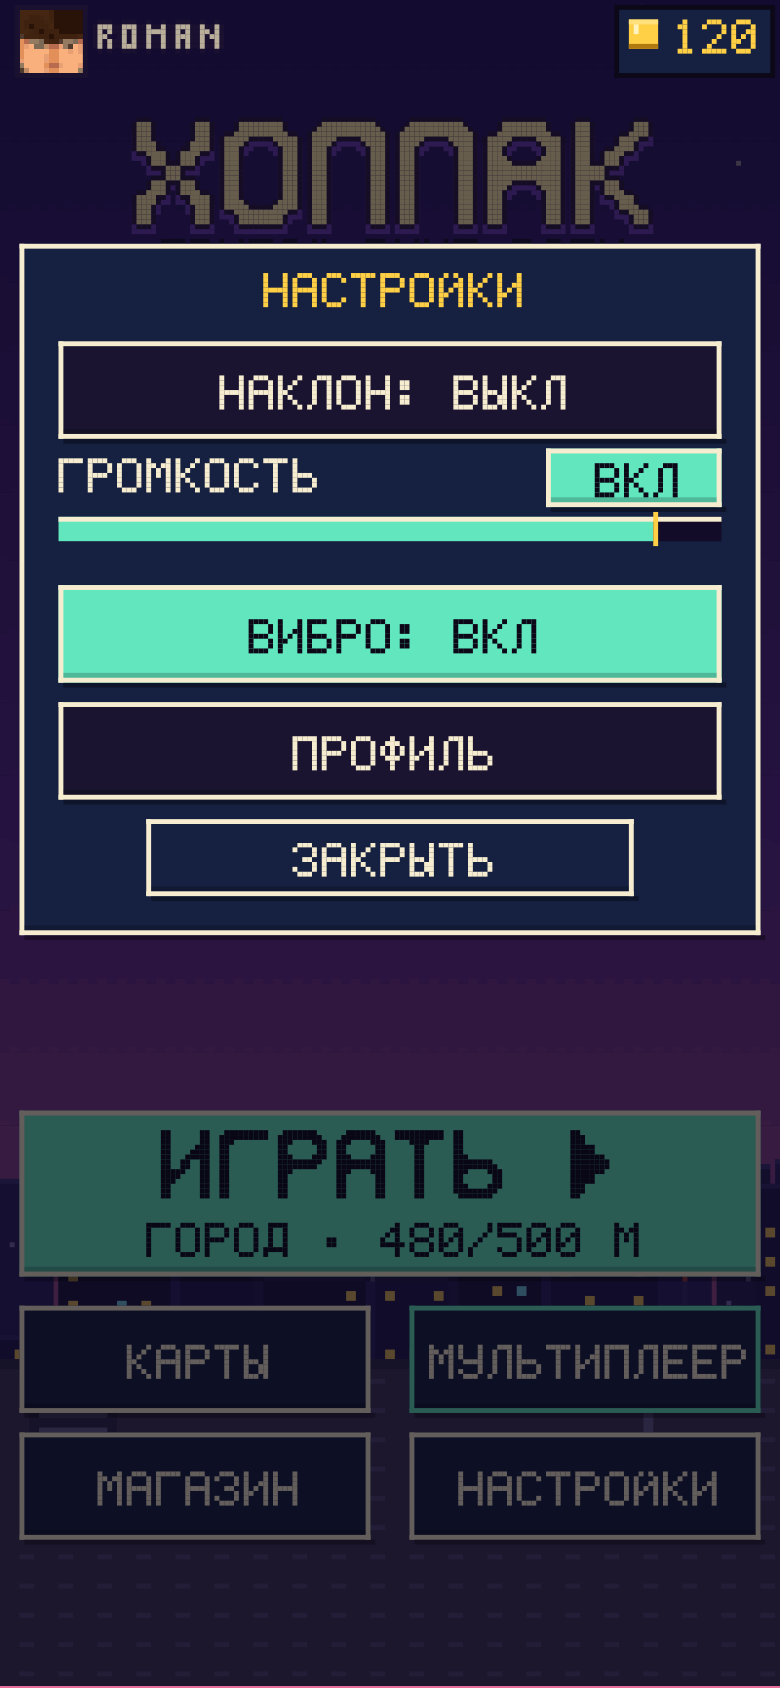 ROMAN
120
ХОППАК
НАСТРОЙКИ
НАКЛОН: ВЫКЛ
ГРОМКОСТЬ
ВКЛ
ВИБРО: ВКЛ
ПРОФИЛЬ
ЗАКРЫТЬ
ИГРАТЬ ▶
ГОРОД · 480/500 М
КАРТЫ
МУЛЬТИПЛЕЕР
МАГАЗИН
НАСТРОЙКИ